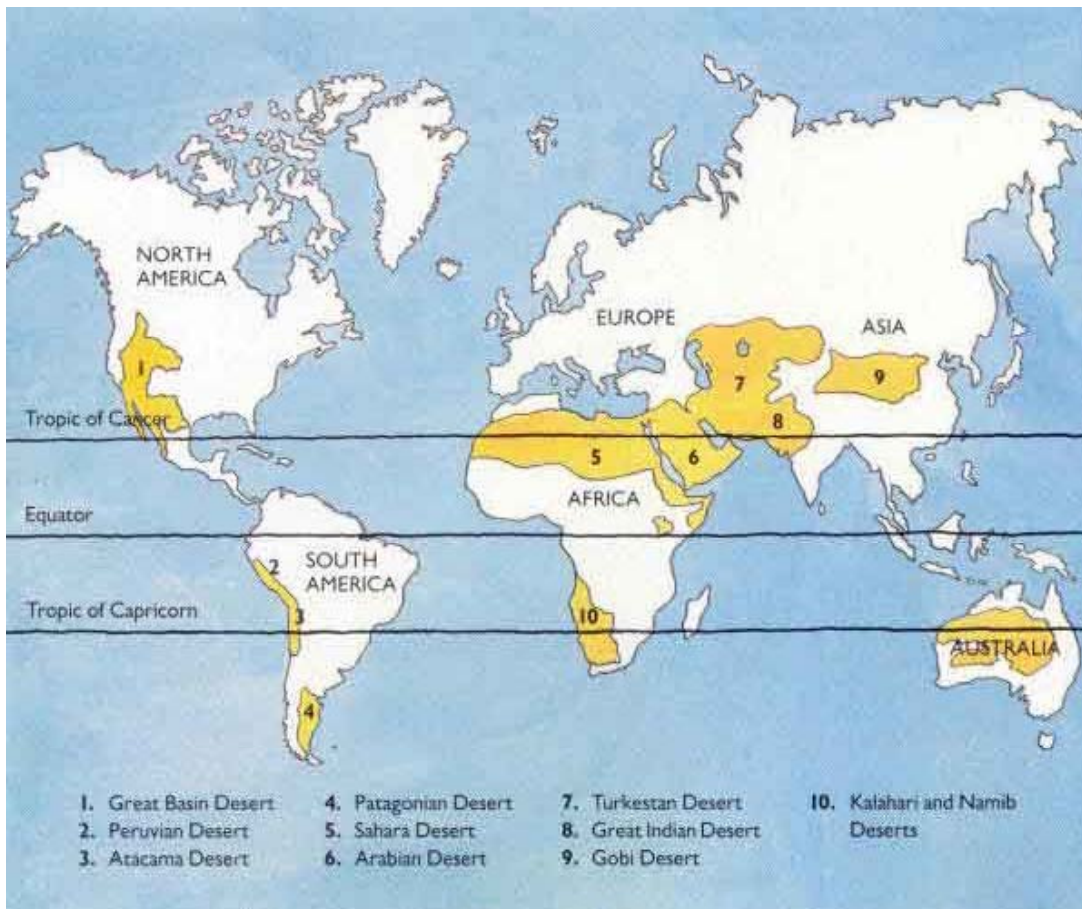 NORTH
AMERICA
EUROPE
ASIA
1
7
9
Tropic of Cancer
8
5
6
AFRICA
Equator
SOUTH
AMERICA
2
Tropic of Capricorn
3
10
AUSTRALIA
4
1. Great Basin Desert
2. Peruvian Desert
3. Atacama Desert
4. Patagonian Desert
5. Sahara Desert
6. Arabian Desert
7. Turkestan Desert
8. Great Indian Desert
9. Gobi Desert
10. Kalahari and Namib
Deserts